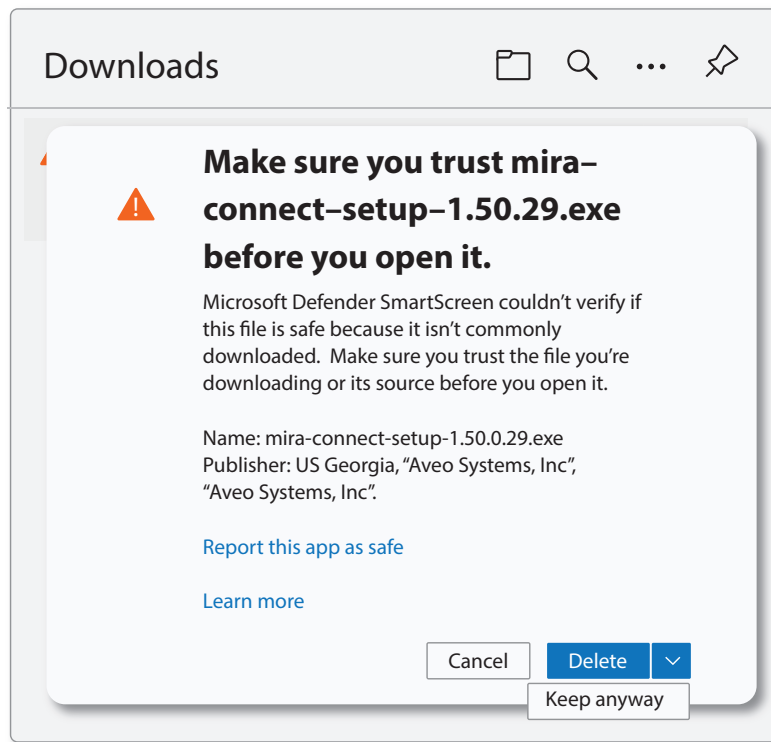 Downloads
Make sure you trust mira–
connect–setup–1.50.29.exe
before you open it.
Microsoft Defender SmartScreen couldn’t verify if
this file is safe because it isn’t commonly
downloaded.  Make sure you trust the file you’re
downloading or its source before you open it.
Name: mira-connect-setup-1.50.0.29.exe
Publisher: US Georgia, “Aveo Systems, Inc”,
“Aveo Systems, Inc”.
Report this app as safe
Learn more
Cancel
Delete
Keep anyway